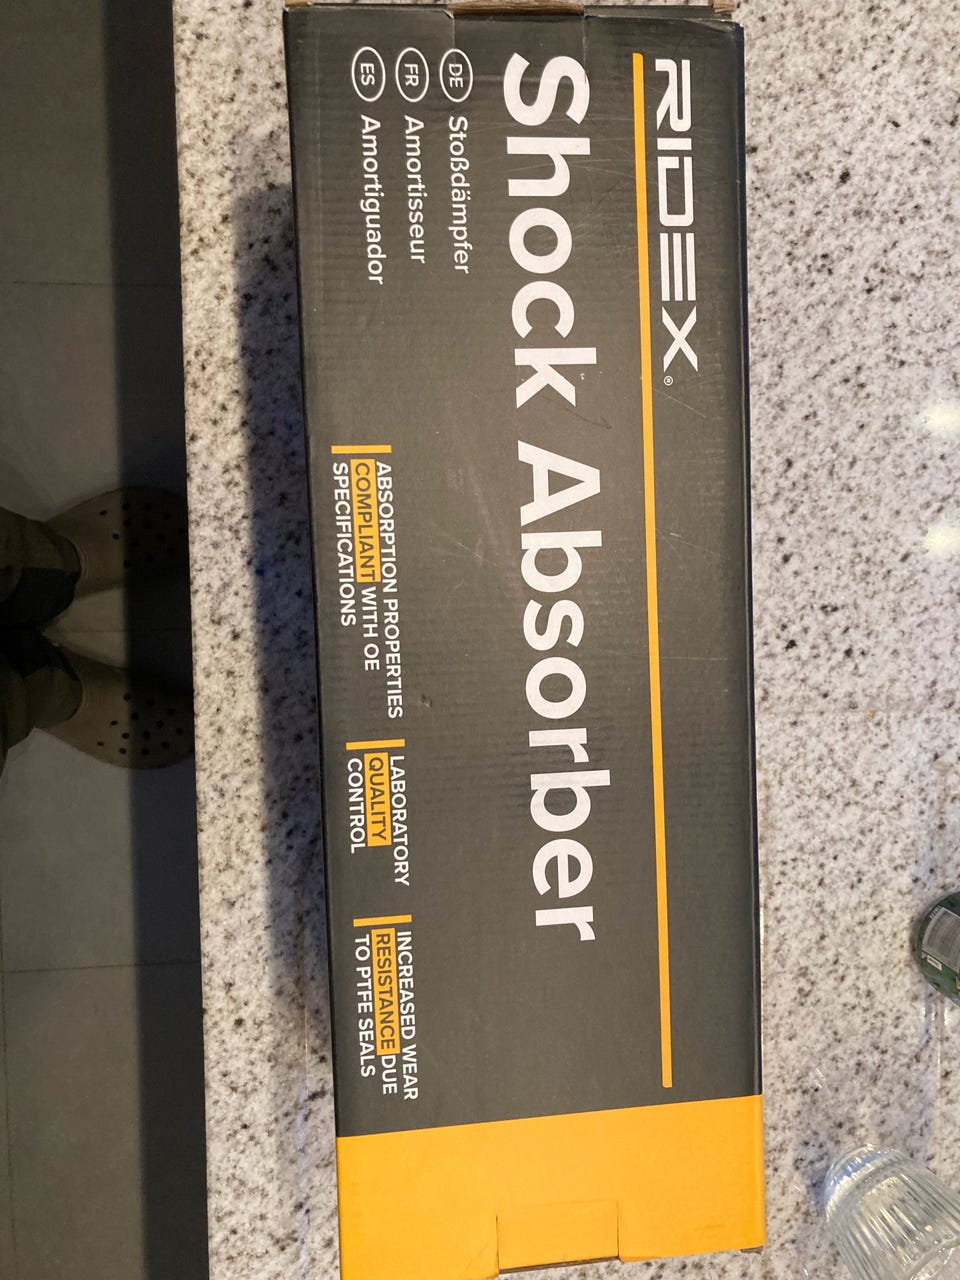 RIDEX®
Shock Absorber
DE Stoßdämpfer
FR Amortisseur
ES Amortiguador
ABSORPTION PROPERTIES
COMPLIANT WITH OE
SPECIFICATIONS
LABORATORY
QUALITY
CONTROL
INCREASED WEAR
RESISTANCE DUE
TO PTFE SEALS